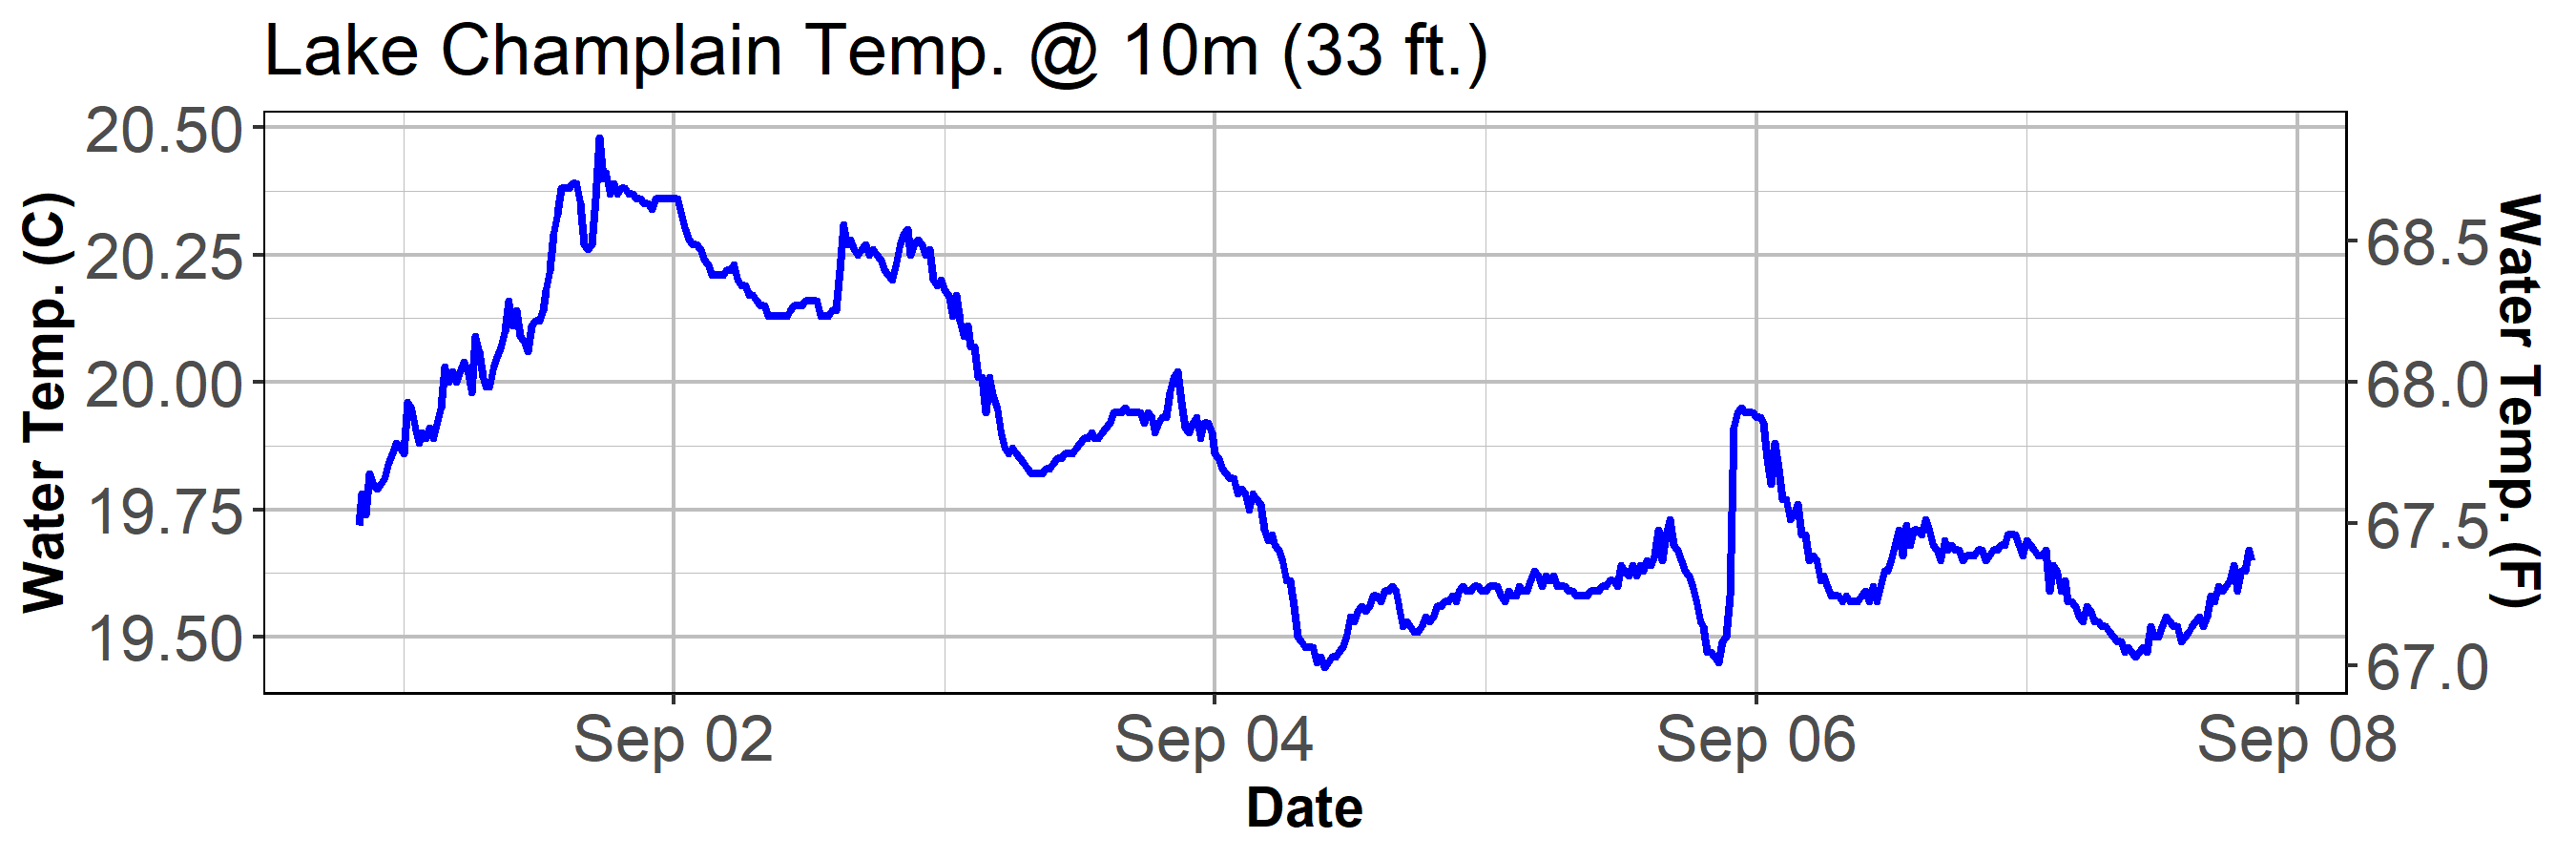 Lake Champlain Temp. @ 10m (33 ft.)
Water Temp. (C)
20.50
20.25
20.00
19.75
19.50
68.5
68.0
67.5
67.0
Water Temp. (F)
Sep 02
Sep 04
Sep 06
Sep 08
Date